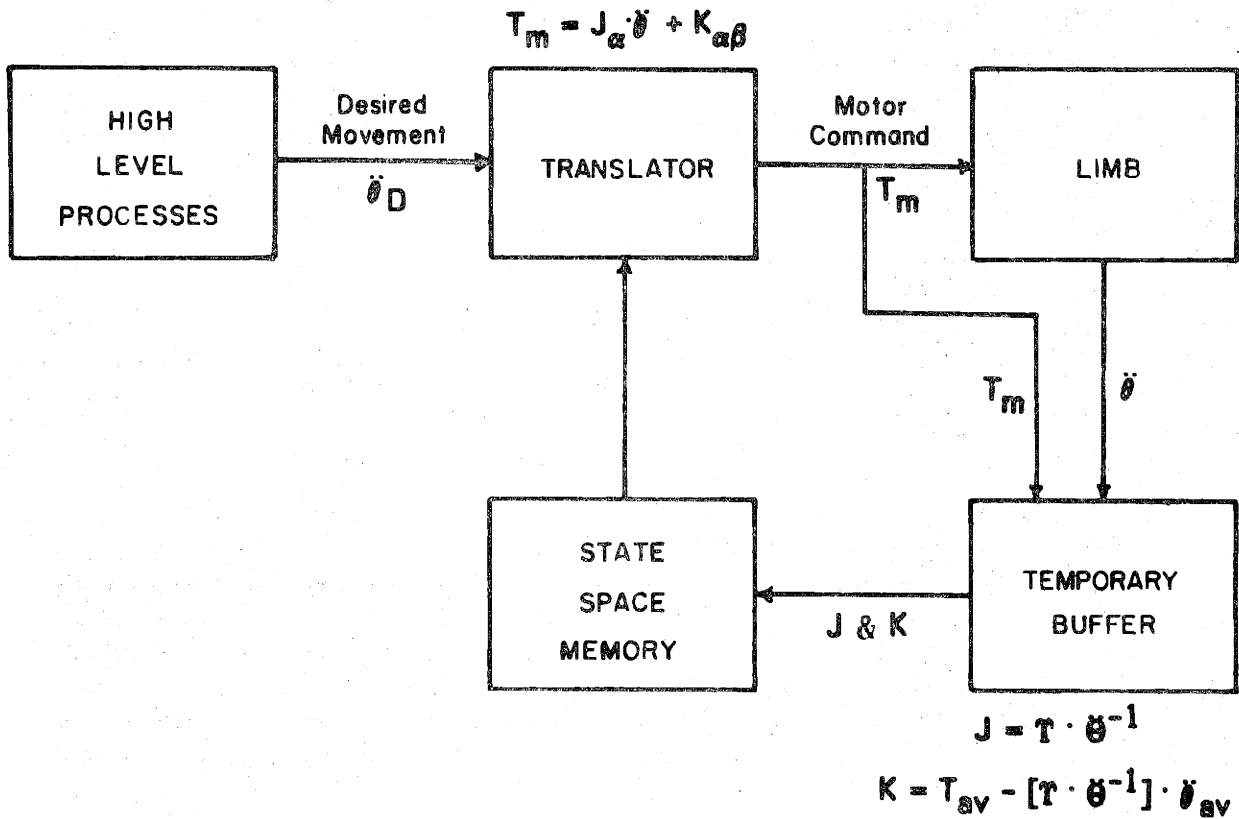 T_m = J_α · θ̈ + K_αβ
HIGH
LEVEL
PROCESSES
Desired
Movement
θ̈_D
TRANSLATOR
Motor
Command
T_m
LIMB
T_m
θ̈
STATE
SPACE
MEMORY
J & K
TEMPORARY
BUFFER
J = ϒ · Θ̈⁻¹
K = T_av - [ϒ · Θ̈⁻¹] · θ̈_av